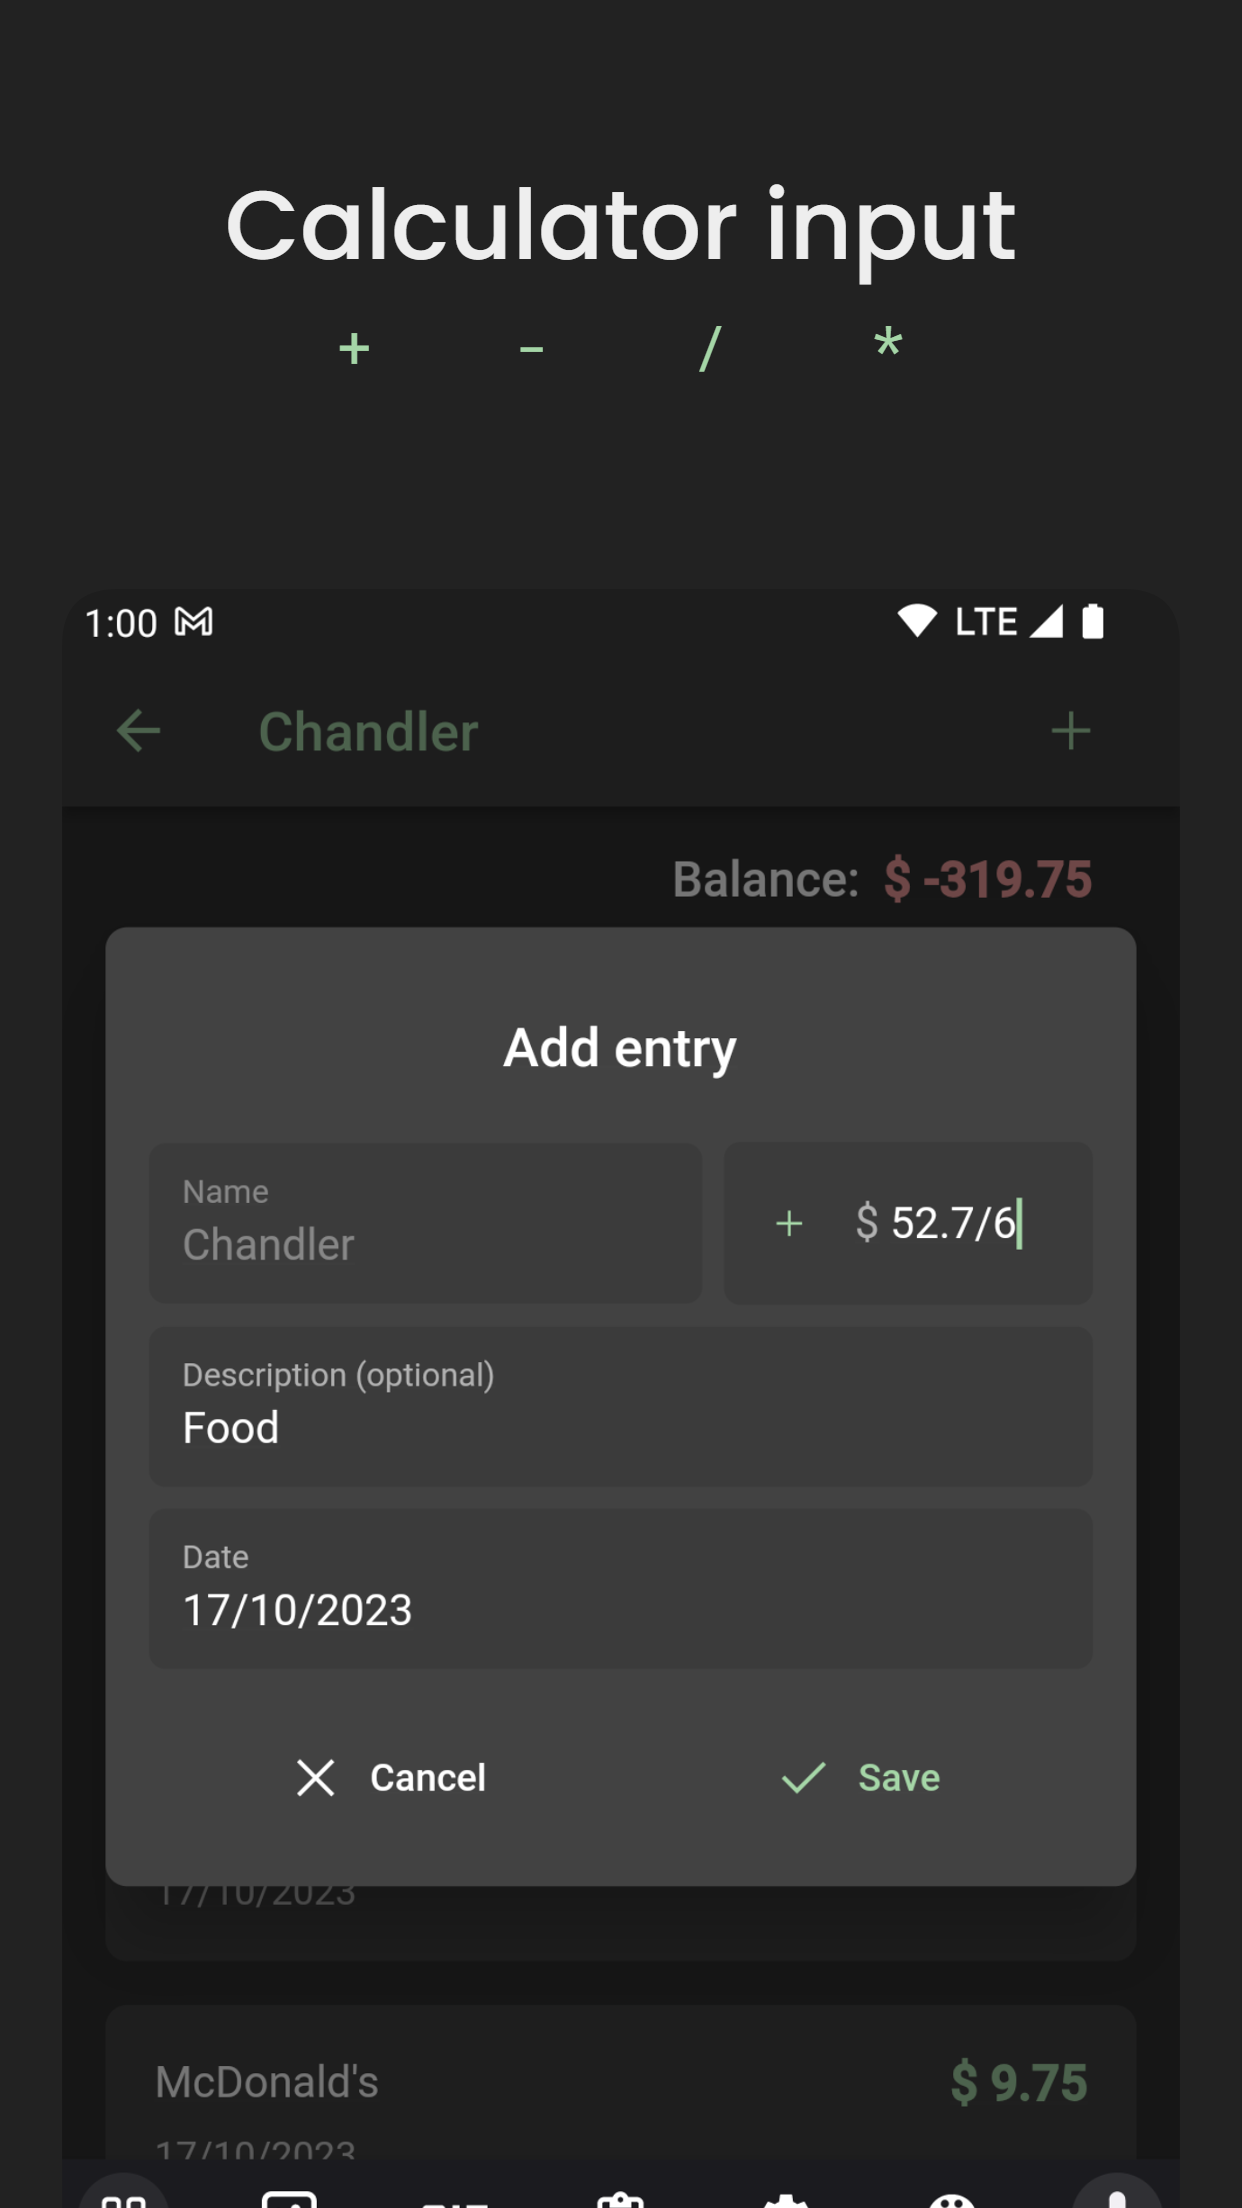 Calculator input
+ - / *
1:00 LTE
Chandler +
Balance: $ -319.75
Add entry
Name
Chandler
+ $ 52.7/6
Description (optional)
Food
Date
17/10/2023
Cancel Save
17/10/2023
McDonald's $ 9.75
17/10/2023